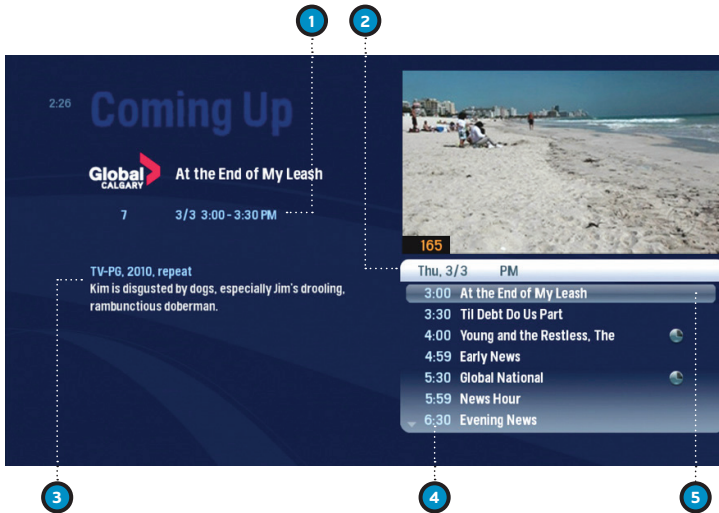 1
2
2:26
Coming Up
Global
CALGARY
At the End of My Leash
7
3/3 3:00 - 3:30 PM
165
TV-PG, 2010, repeat
Kim is disgusted by dogs, especially Jim's drooling,
rambunctious doberman.
Thu, 3/3 PM
3:00 At the End of My Leash
3:30 Til Debt Do Us Part
4:00 Young and the Restless, The
4:59 Early News
5:30 Global National
5:59 News Hour
6:30 Evening News
3
4
5